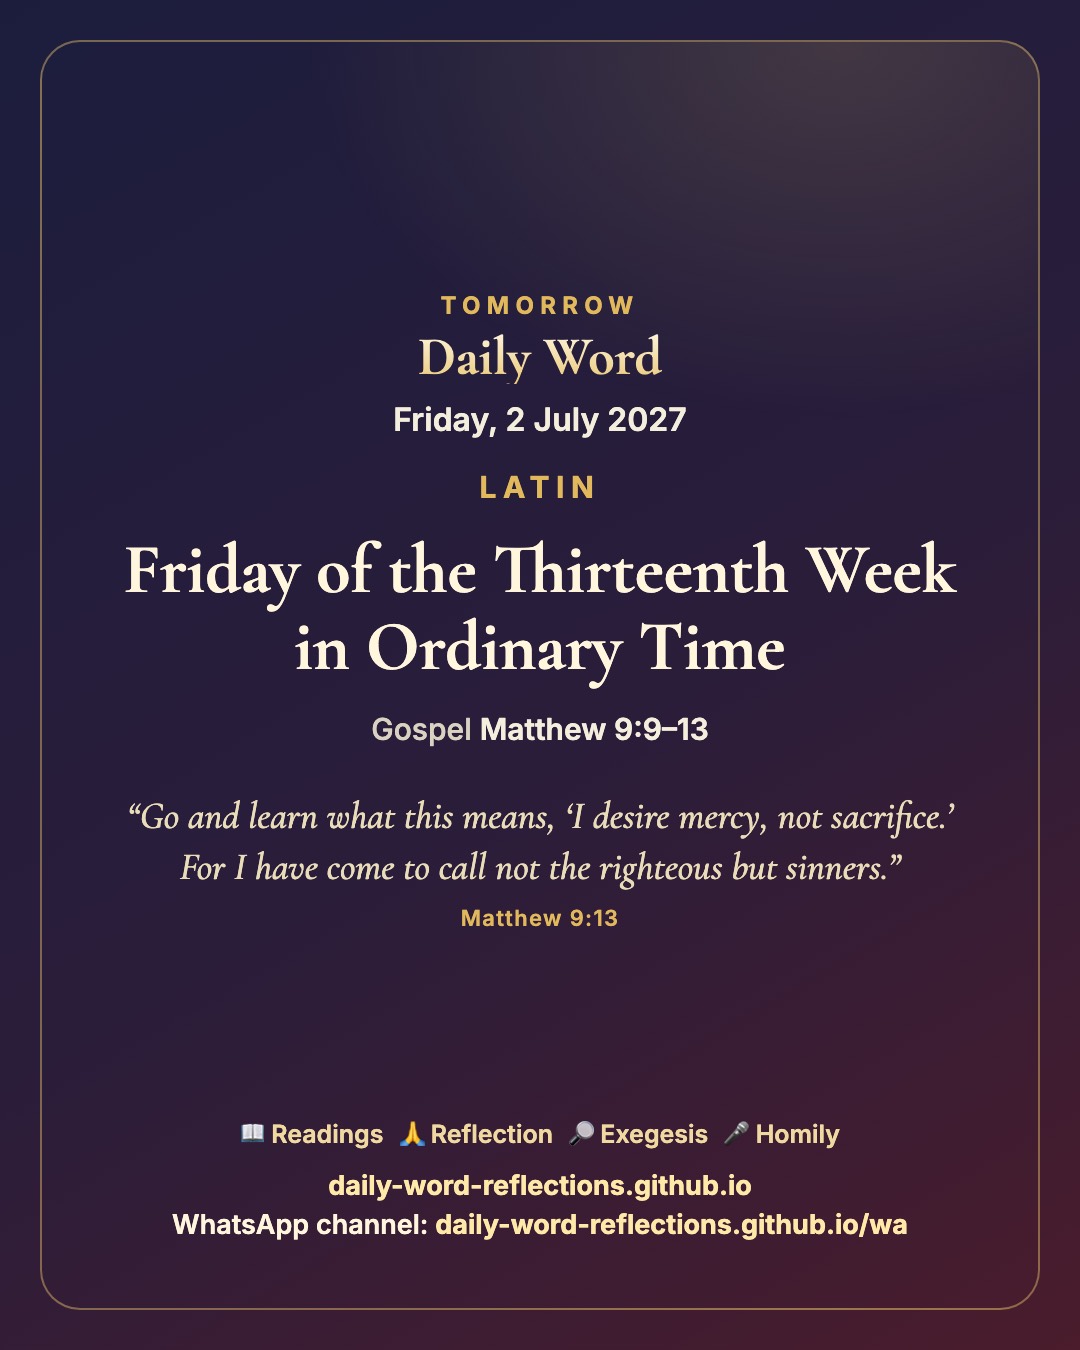 TOMORROW
Daily Word
Friday, 2 July 2027
LATIN
Friday of the Thirteenth Week
in Ordinary Time
Gospel Matthew 9:9–13
“Go and learn what this means, ‘I desire mercy, not sacrifice.’
For I have come to call not the righteous but sinners.”
Matthew 9:13
📖 Readings 🙏 Reflection 🔎 Exegesis 🎤 Homily
daily-word-reflections.github.io
WhatsApp channel: daily-word-reflections.github.io/wa